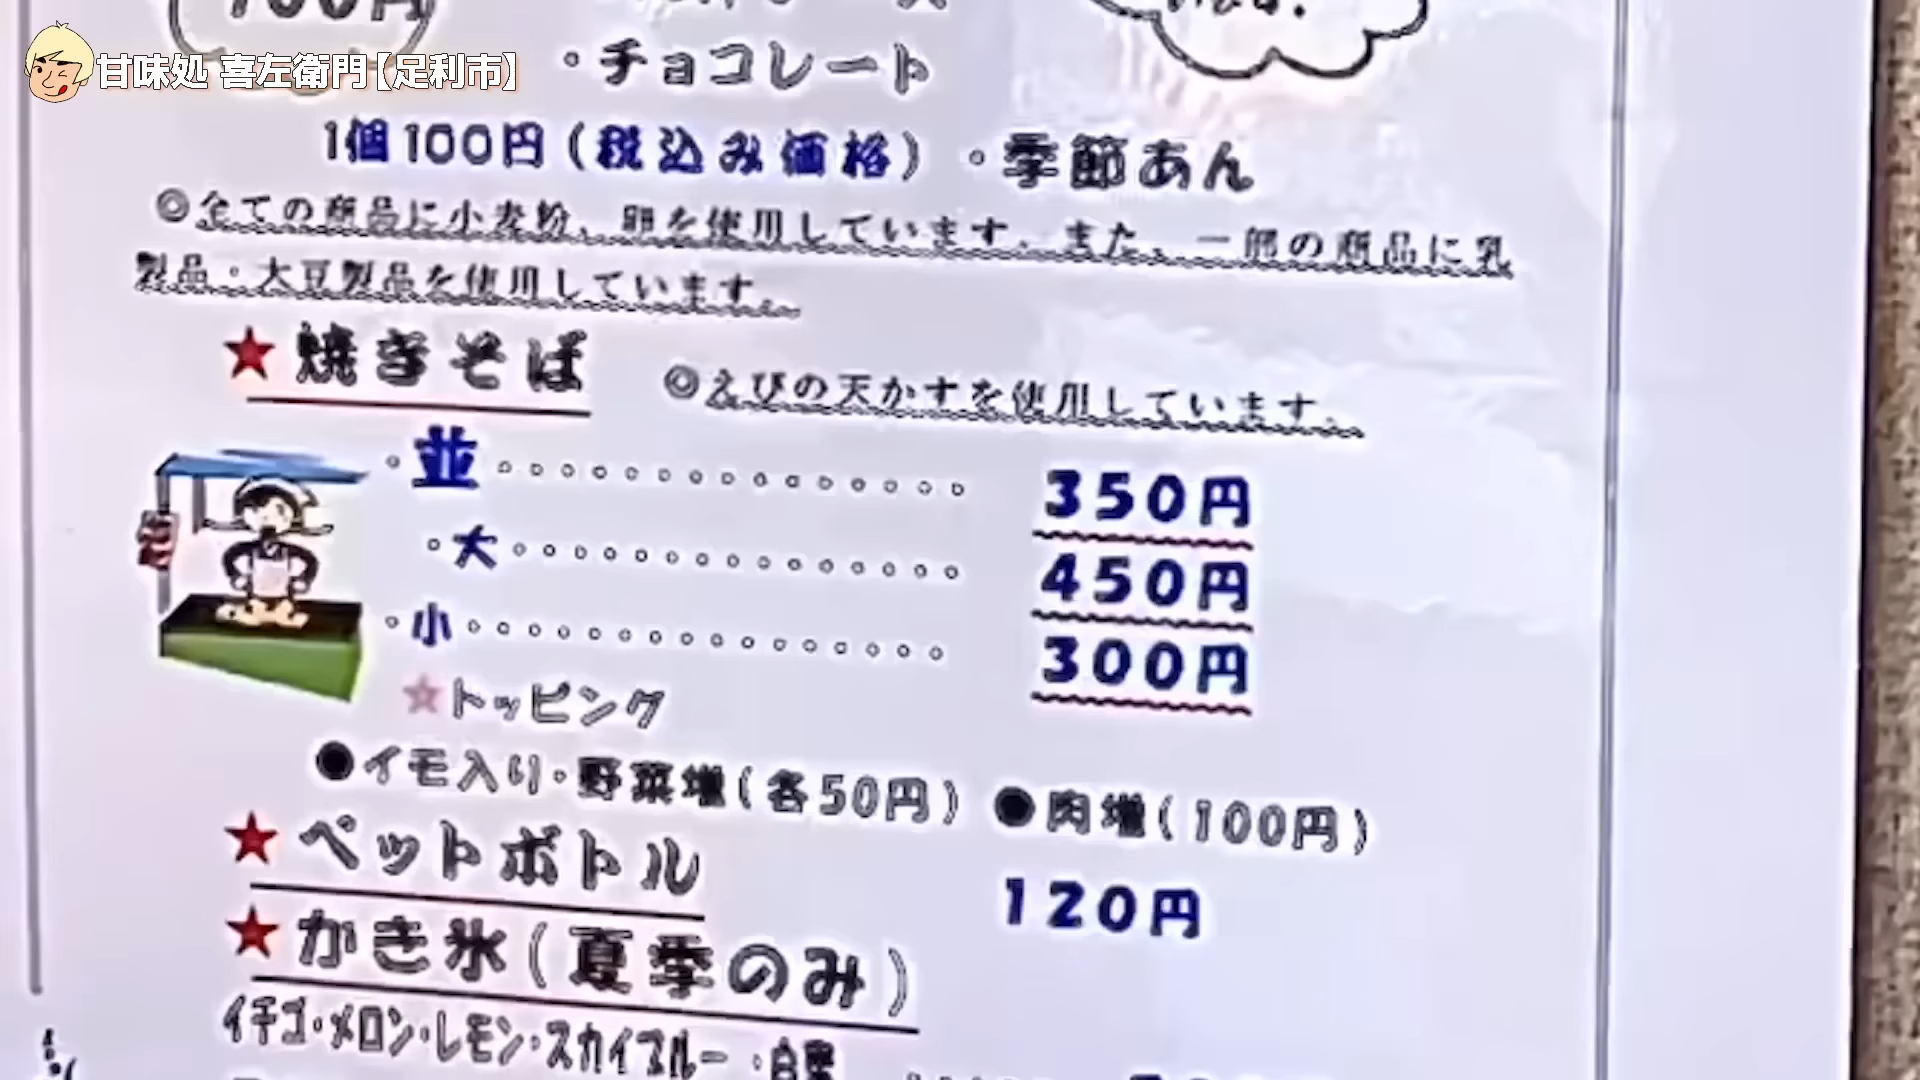 甘味処 喜左衛門【足利市】
100円
・チョコレート
1個100円(税込み価格)・季節あん
◎全ての商品に小麦粉、卵を使用しています。また、一部の商品に乳
製品・大豆製品を使用しています。
★焼きそば ◎えびの天かすを使用しています。
・並 350円
・大 450円
・小 300円
☆トッピング
●イモ入り・野菜増(各50円) ●肉増(100円)
★ペットボトル 120円
★かき氷(夏季のみ)
イチゴ・メロン・レモン・スカイブルー・白蜜